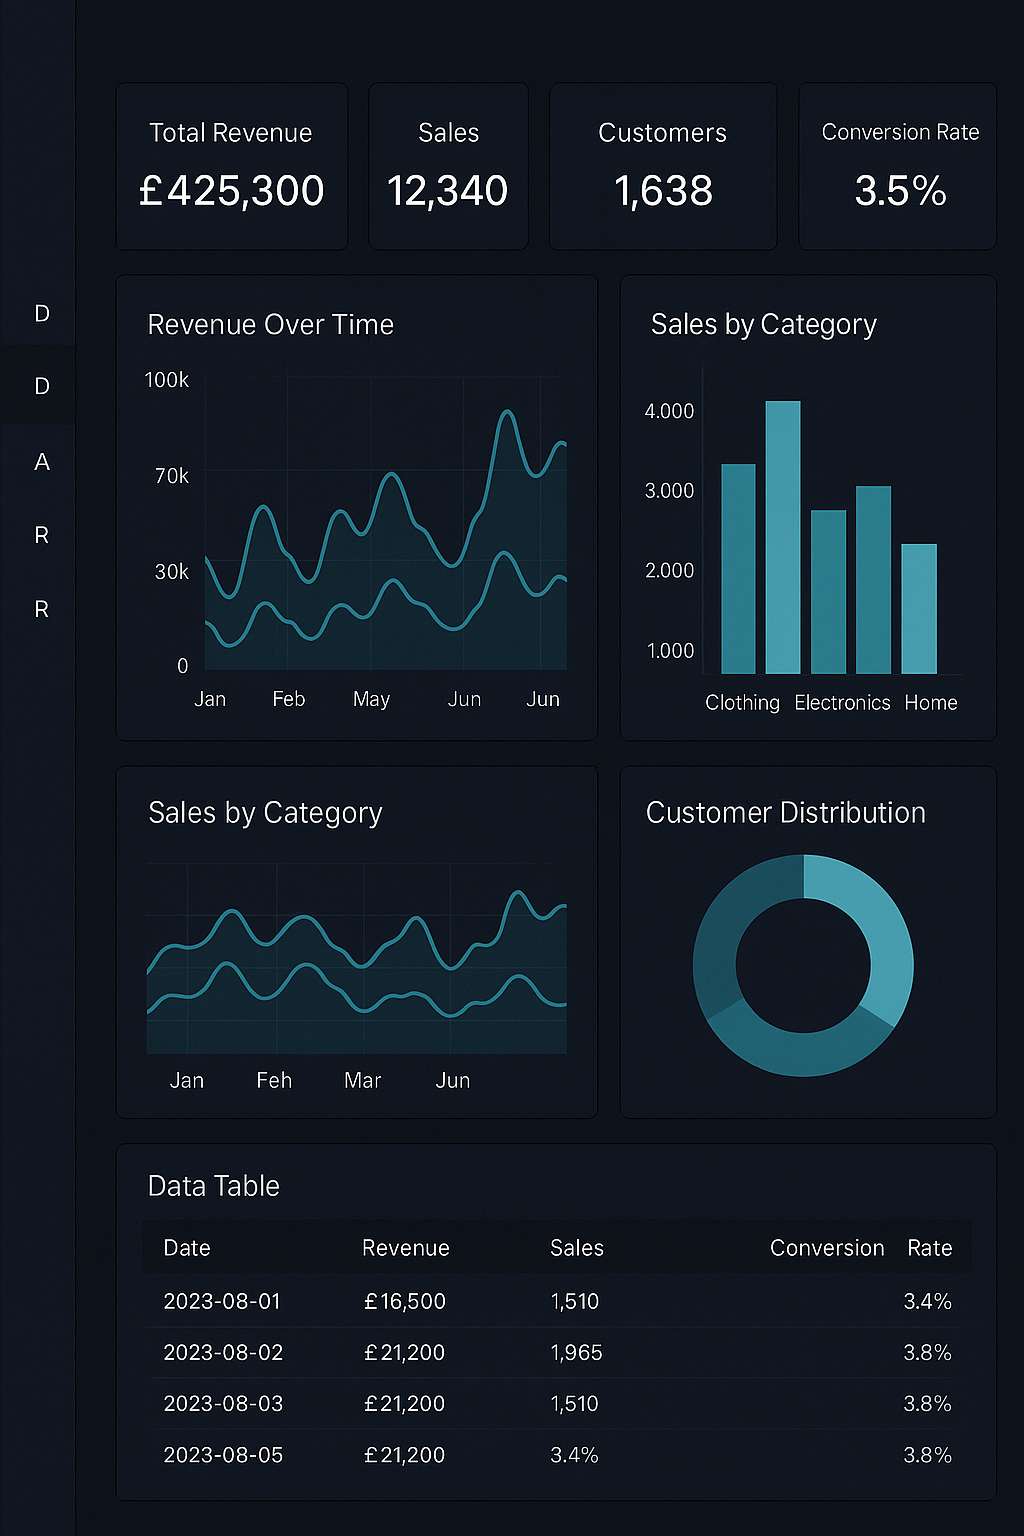 Total Revenue
£425,300
Sales
12,340
Customers
1,638
Conversion Rate
3.5%
D
D
A
R
R
Revenue Over Time
100k
70k
30k
0
Jan Feb May Jun Jun
Sales by Category
4.000
3.000
2.000
1.000
Clothing Electronics Home
Sales by Category
Jan Feh Mar Jun
Customer Distribution
Data Table
Date Revenue Sales Conversion Rate
2023-08-01 £16,500 1,510 3.4%
2023-08-02 £21,200 1,965 3.8%
2023-08-03 £21,200 1,510 3.8%
2023-08-05 £21,200 3.4% 3.8%